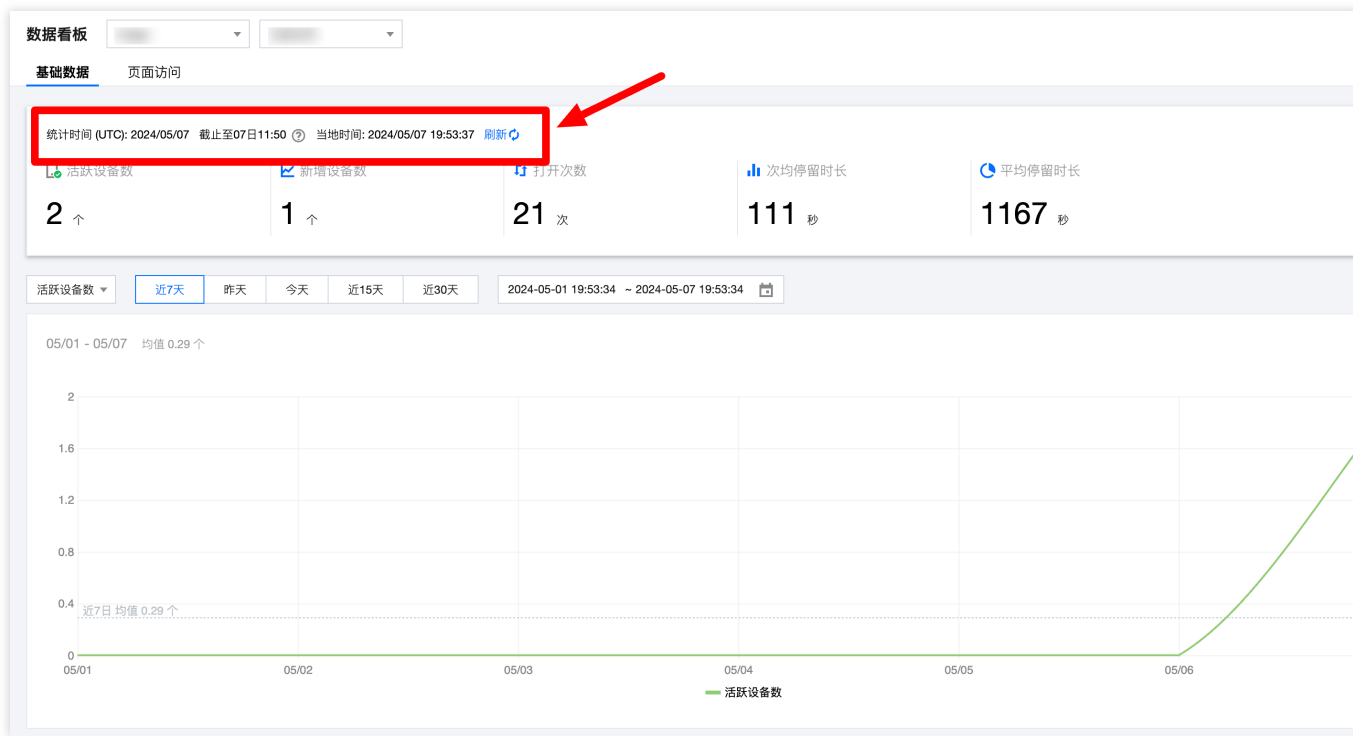 数据看板
基础数据 页面访问
统计时间 (UTC): 2024/05/07 截止至07日11:50 ? 当地时间: 2024/05/07 19:53:37 刷新
活跃设备数 新增设备数 打开次数 次均停留时长 平均停留时长
2 个 1 个 21 次 111 秒 1167 秒
活跃设备数 近7天 昨天 今天 近15天 近30天 2024-05-01 19:53:34 ~ 2024-05-07 19:53:34
05/01 - 05/07 均值 0.29 个
2
1.6
1.2
0.8
0.4
近7日 均值 0.29 个
0
05/01 05/02 05/03 05/04 05/05 05/06
活跃设备数